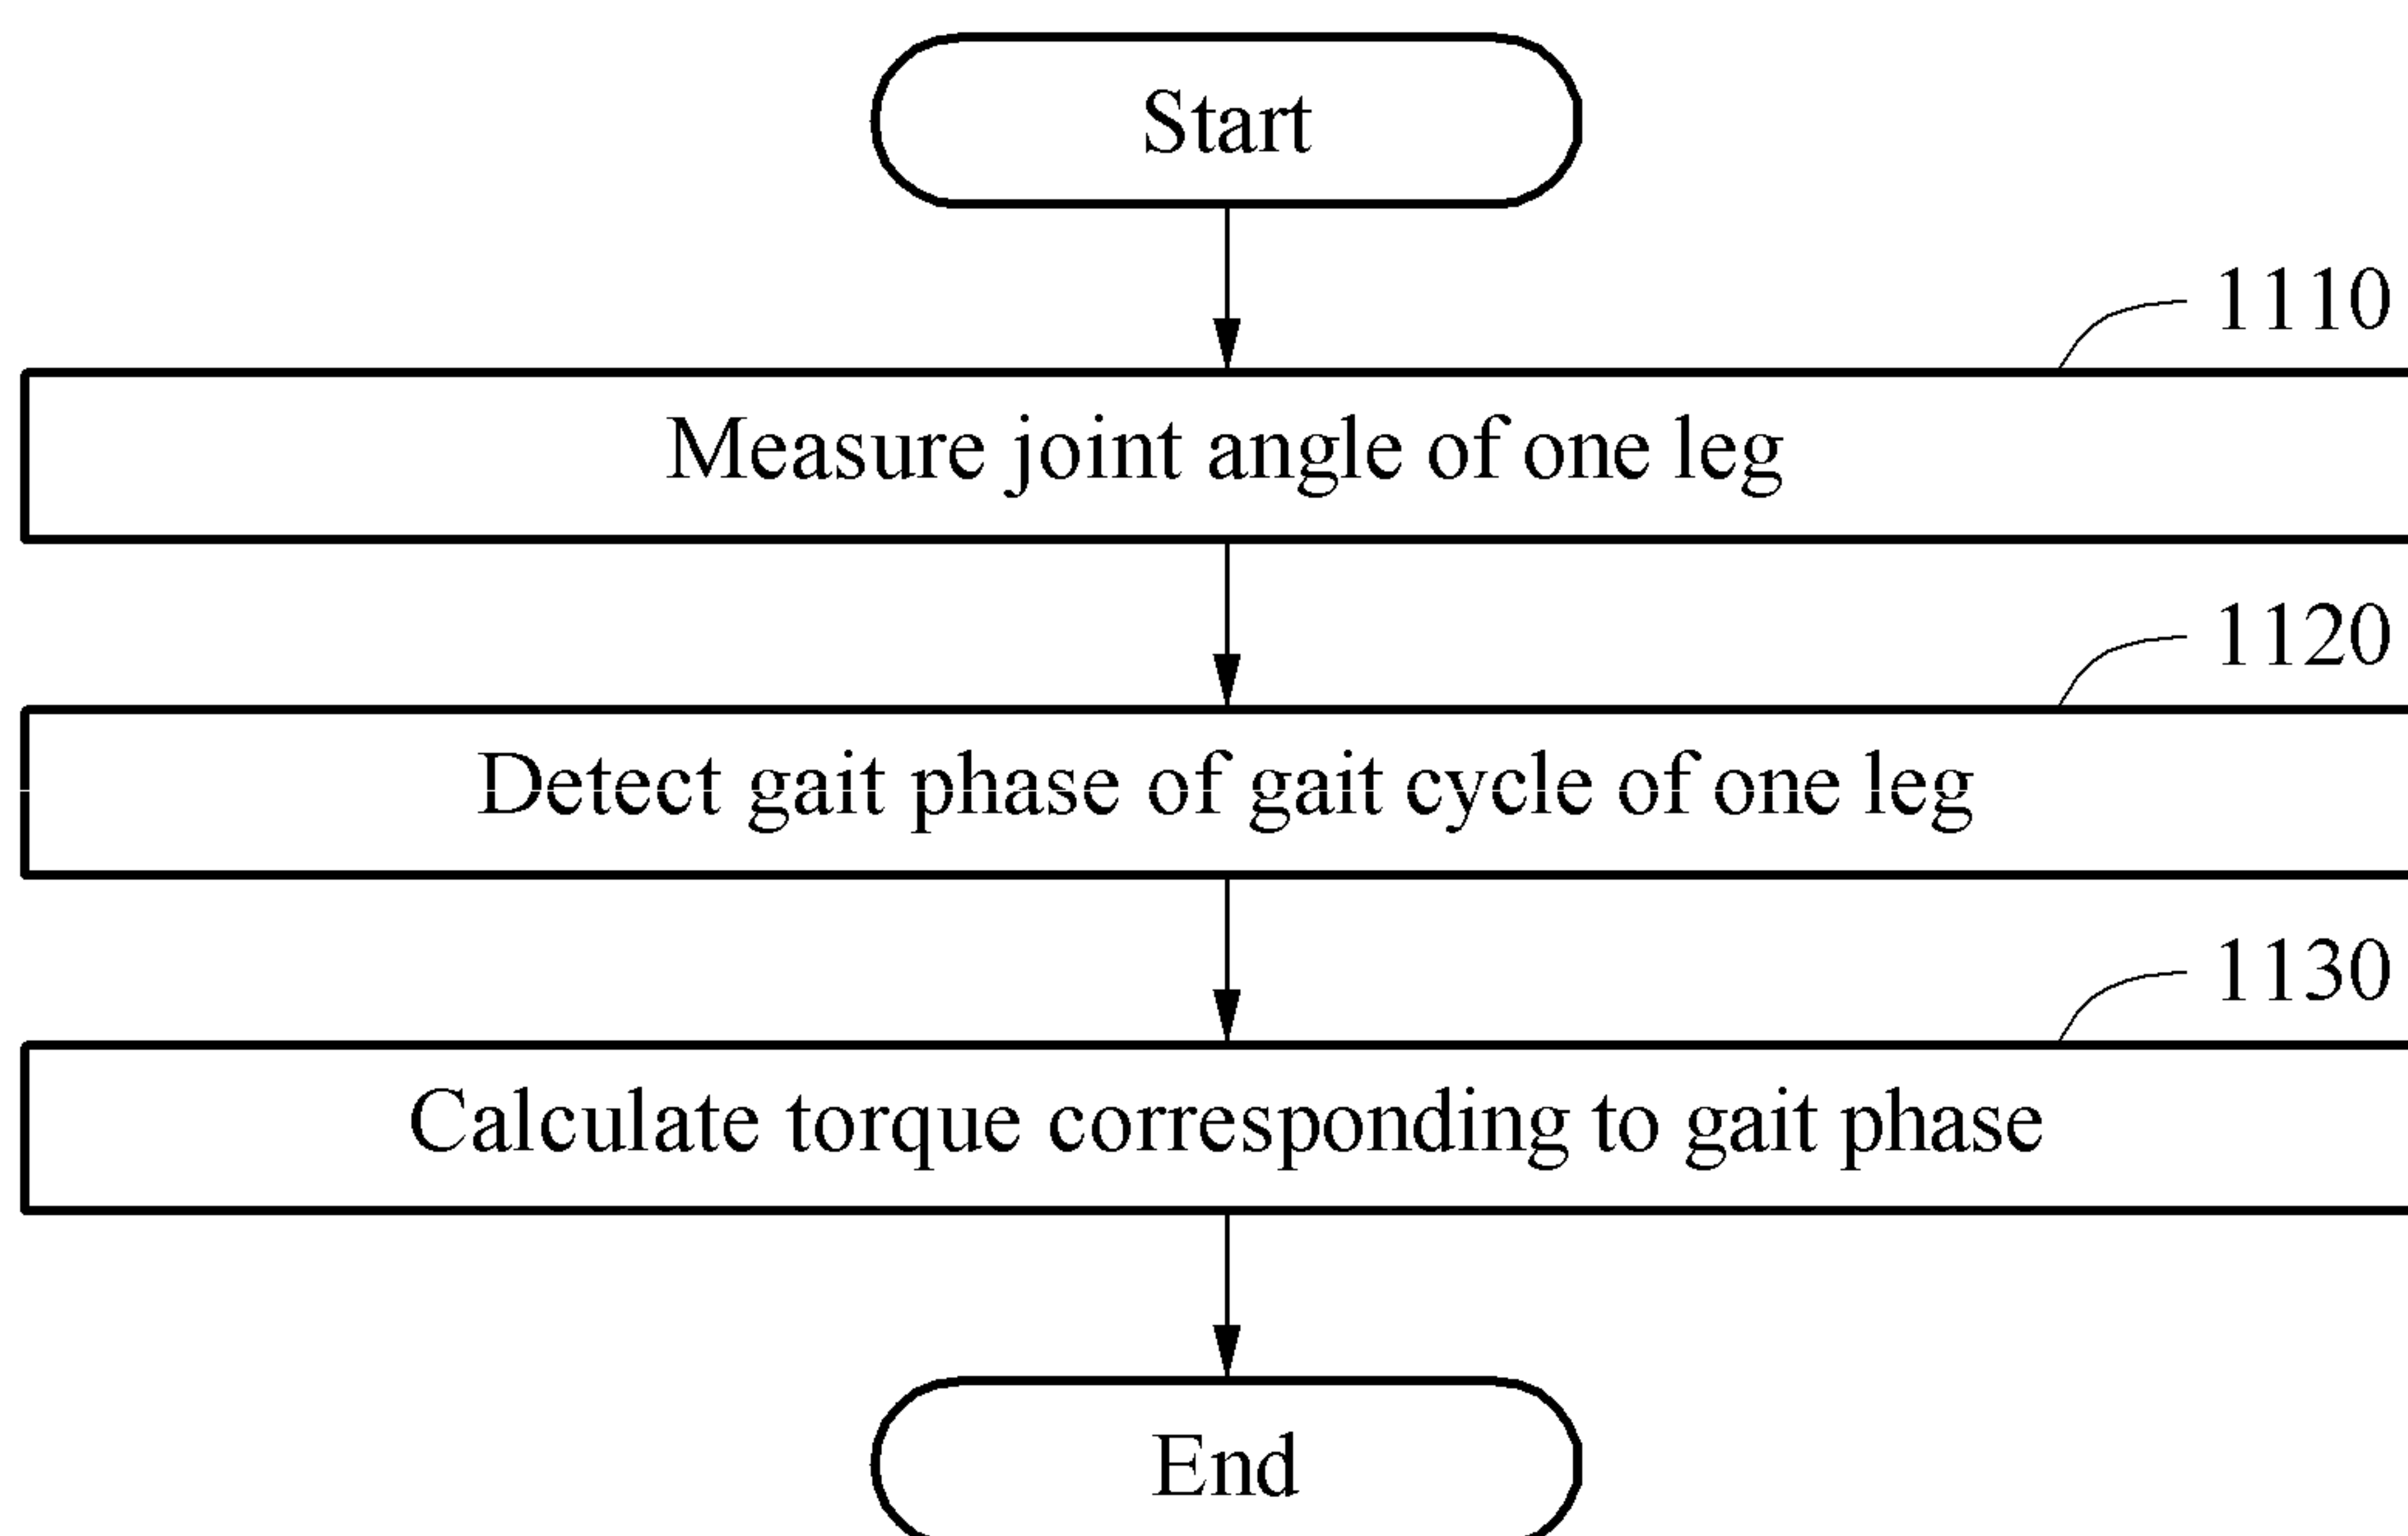 Start
1110
Measure joint angle of one leg
1120
Detect gait phase of gait cycle of one leg
1130
Calculate torque corresponding to gait phase
End